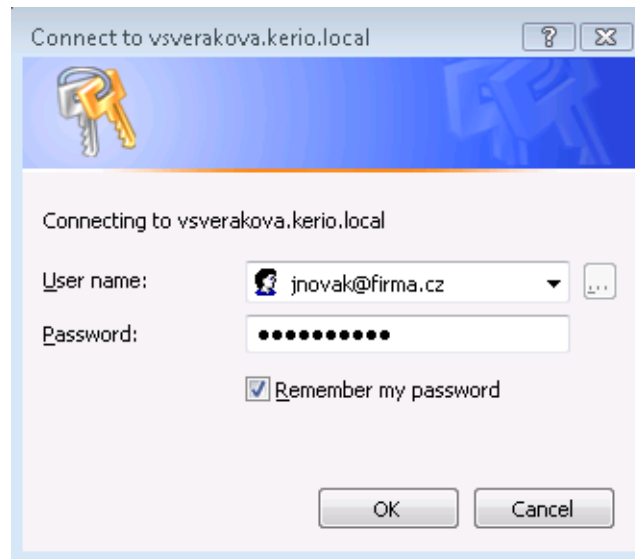 Connect to vsverakova.kerio.local
Connecting to vsverakova.kerio.local
User name: jnovak@firma.cz ...
Password: ••••••••••
Remember my password
OK Cancel